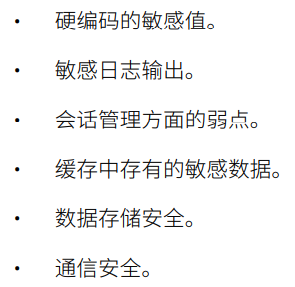 • 硬编码的敏感值。
• 敏感日志输出。
• 会话管理方面的弱点。
• 缓存中存有的敏感数据。
• 数据存储安全。
• 通信安全。